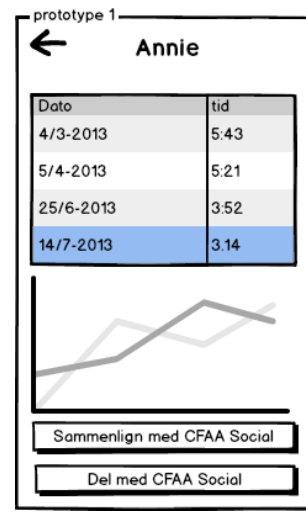 prototype 1
Annie
Dato tid
4/3-2013 5:43
5/4-2013 5:21
25/6-2013 3:52
14/7-2013 3.14
Sammenlign med CFAA Social
Del med CFAA Social